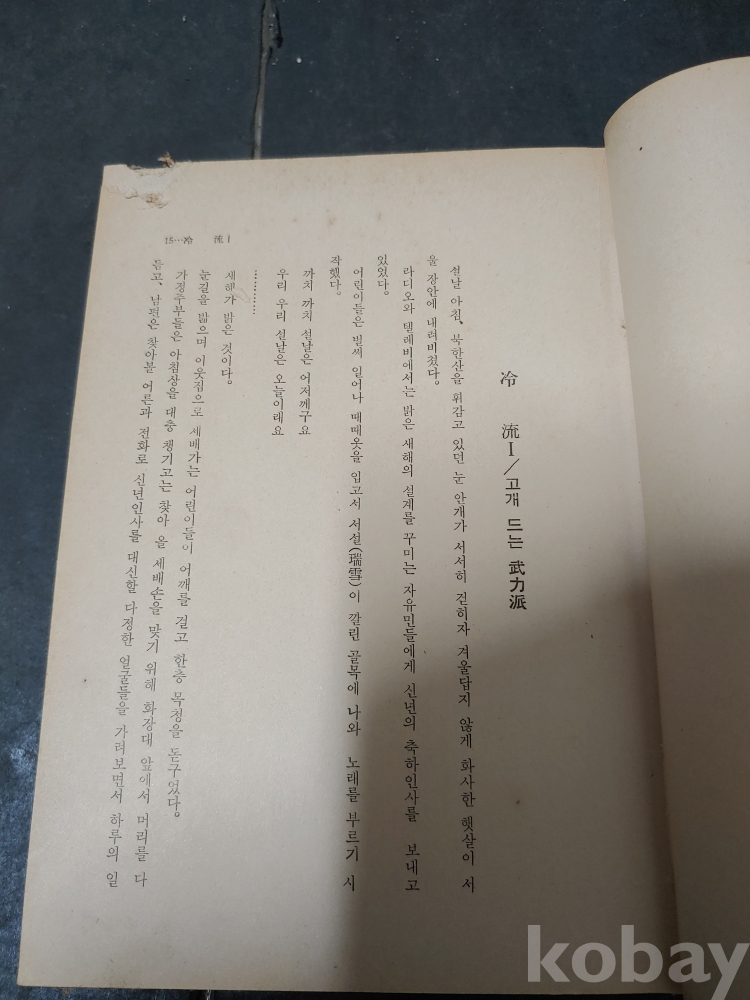 15…冷 流 I
冷 流 I／고개 드는 武力派
설날 아침, 북한산을 휘감고 있던 눈 안개가 서서히 걷히자 겨울답지 않게 화사한 햇살이 서
울 장안에 내려비쳤다.
라디오와 텔레비에서는 밝은 새해의 설계를 꾸미는 자유민들에게 신년의 축하인사를 보내고
있었다.
어린이들은 벌써 일어나 때때옷을 입고서 서설(瑞雪)이 깔린 골목에 나와 노래를 부르기 시
작했다.
까치 까치 설날은 어저께구요
우리 우리 설날은 오늘이래요
…………
새해가 밝은 것이다.
눈길을 밟으며 이웃집으로 세배가는 어린이들이 어깨를 걸고 한층 목청을 돋구었다.
가정주부들은 아침상을 대충 챙기고는 찾아 올 세배손을 맞기 위해 화장대 앞에서 머리를 다
듬고, 남편은 찾아볼 어른과 전화로 신년인사를 대신할 다정한 얼굴들을 가려보면서 하루의 일
kobay